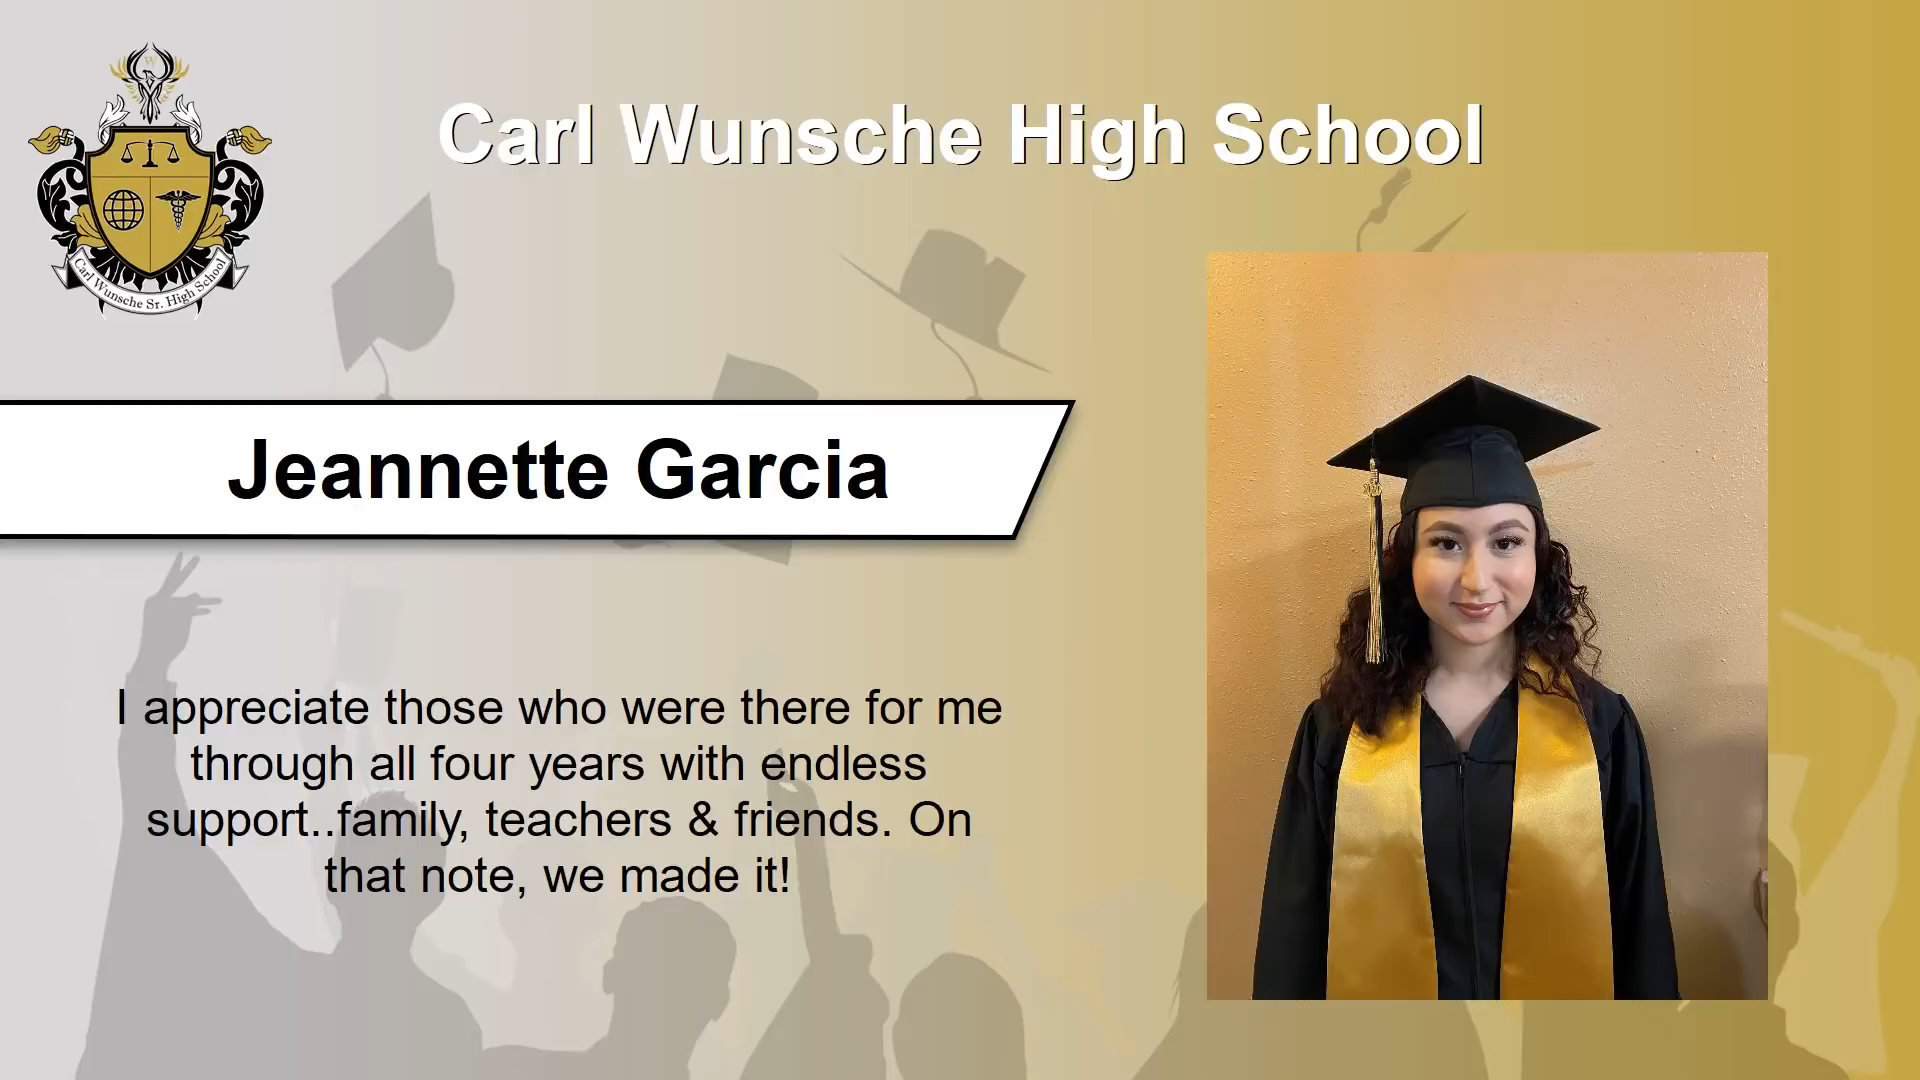 W
Carl Wunsche Sr. High School
Carl Wunsche High School
Jeannette Garcia
I appreciate those who were there for me
through all four years with endless
support..family, teachers & friends. On
that note, we made it!